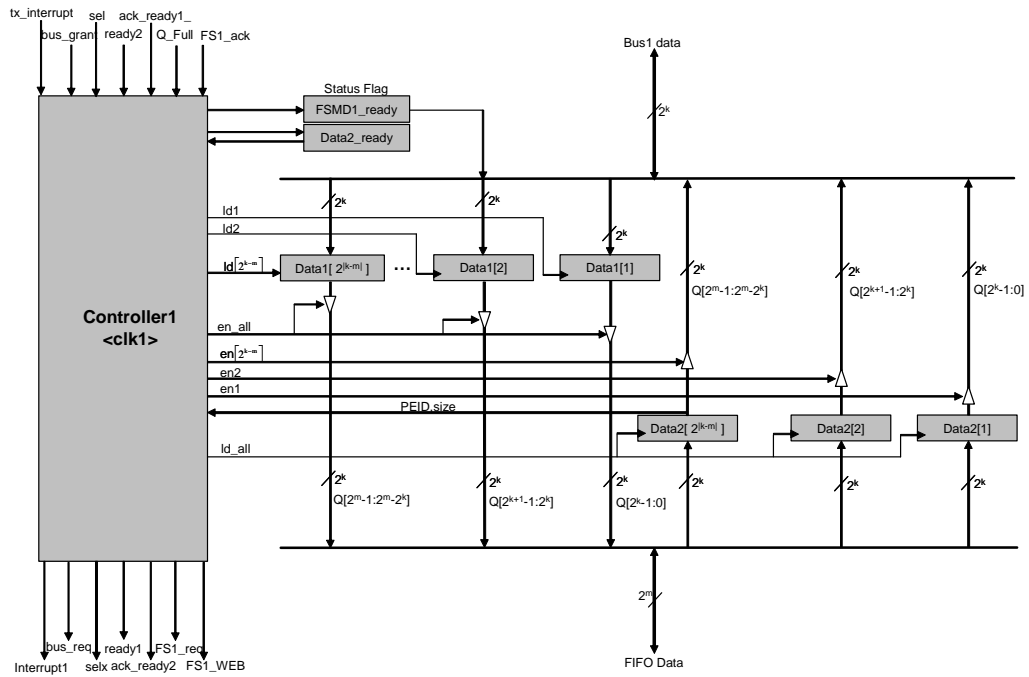 tx_interrupt
sel
ack_ready1_
bus_grant
ready2
Q_Full
FS1_ack
Bus1 data
Status Flag
FSMD1_ready
Data2_ready
2ᵏ
2ᵏ
2ᵏ
2ᵏ
ld1
ld2
ld⌈2ᵏ⁻ᵐ⌉
Data1[ 2|ᵏ⁻ᵐ| ]
...
Data1[2]
Data1[1]
2ᵏ
2ᵏ
2ᵏ
Q[2ᵐ-1:2ᵐ-2ᵏ]
Q[2ᵏ⁺¹-1:2ᵏ]
Q[2ᵏ-1:0]
Controller1
<clk1>
en_all
en⌈2ᵏ⁻ᵐ⌉
en2
en1
PEID.size
Data2[ 2|ᵏ⁻ᵐ| ]
Data2[2]
Data2[1]
ld_all
2ᵏ
2ᵏ
2ᵏ
2ᵏ
2ᵏ
2ᵏ
Q[2ᵐ-1:2ᵐ-2ᵏ]
Q[2ᵏ⁺¹-1:2ᵏ]
Q[2ᵏ-1:0]
2ᵐ
FIFO Data
bus_req
ready1
FS1_req
Interrupt1
selx
ack_ready2
FS1_WEB